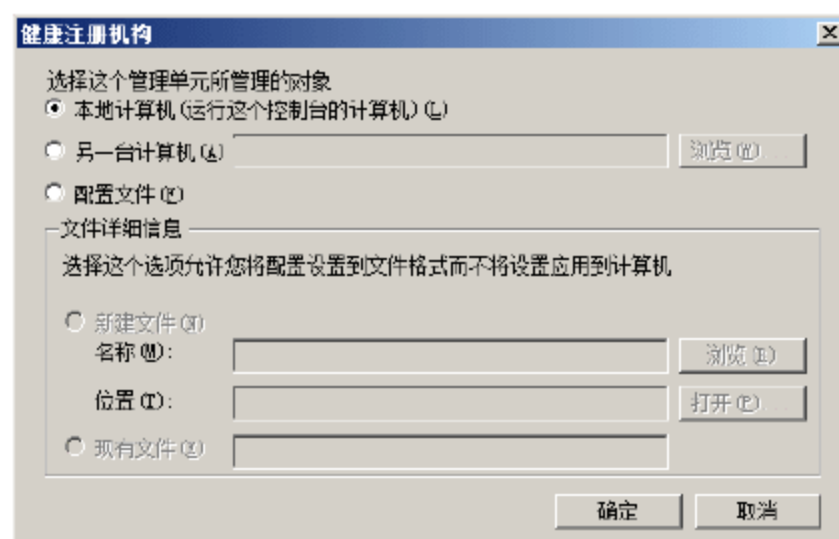 健康注册机构
选择这个管理单元所管理的对象
本地计算机(运行这个控制台的计算机)(L)
另一台计算机(A)
浏览(W)...
配置文件(F)
文件详细信息
选择这个选项允许您将配置设置到文件格式而不将设置应用到计算机
新建文件(N)
名称(M):
浏览(R)
位置(T):
打开(P)...
现有文件(X)
确定
取消